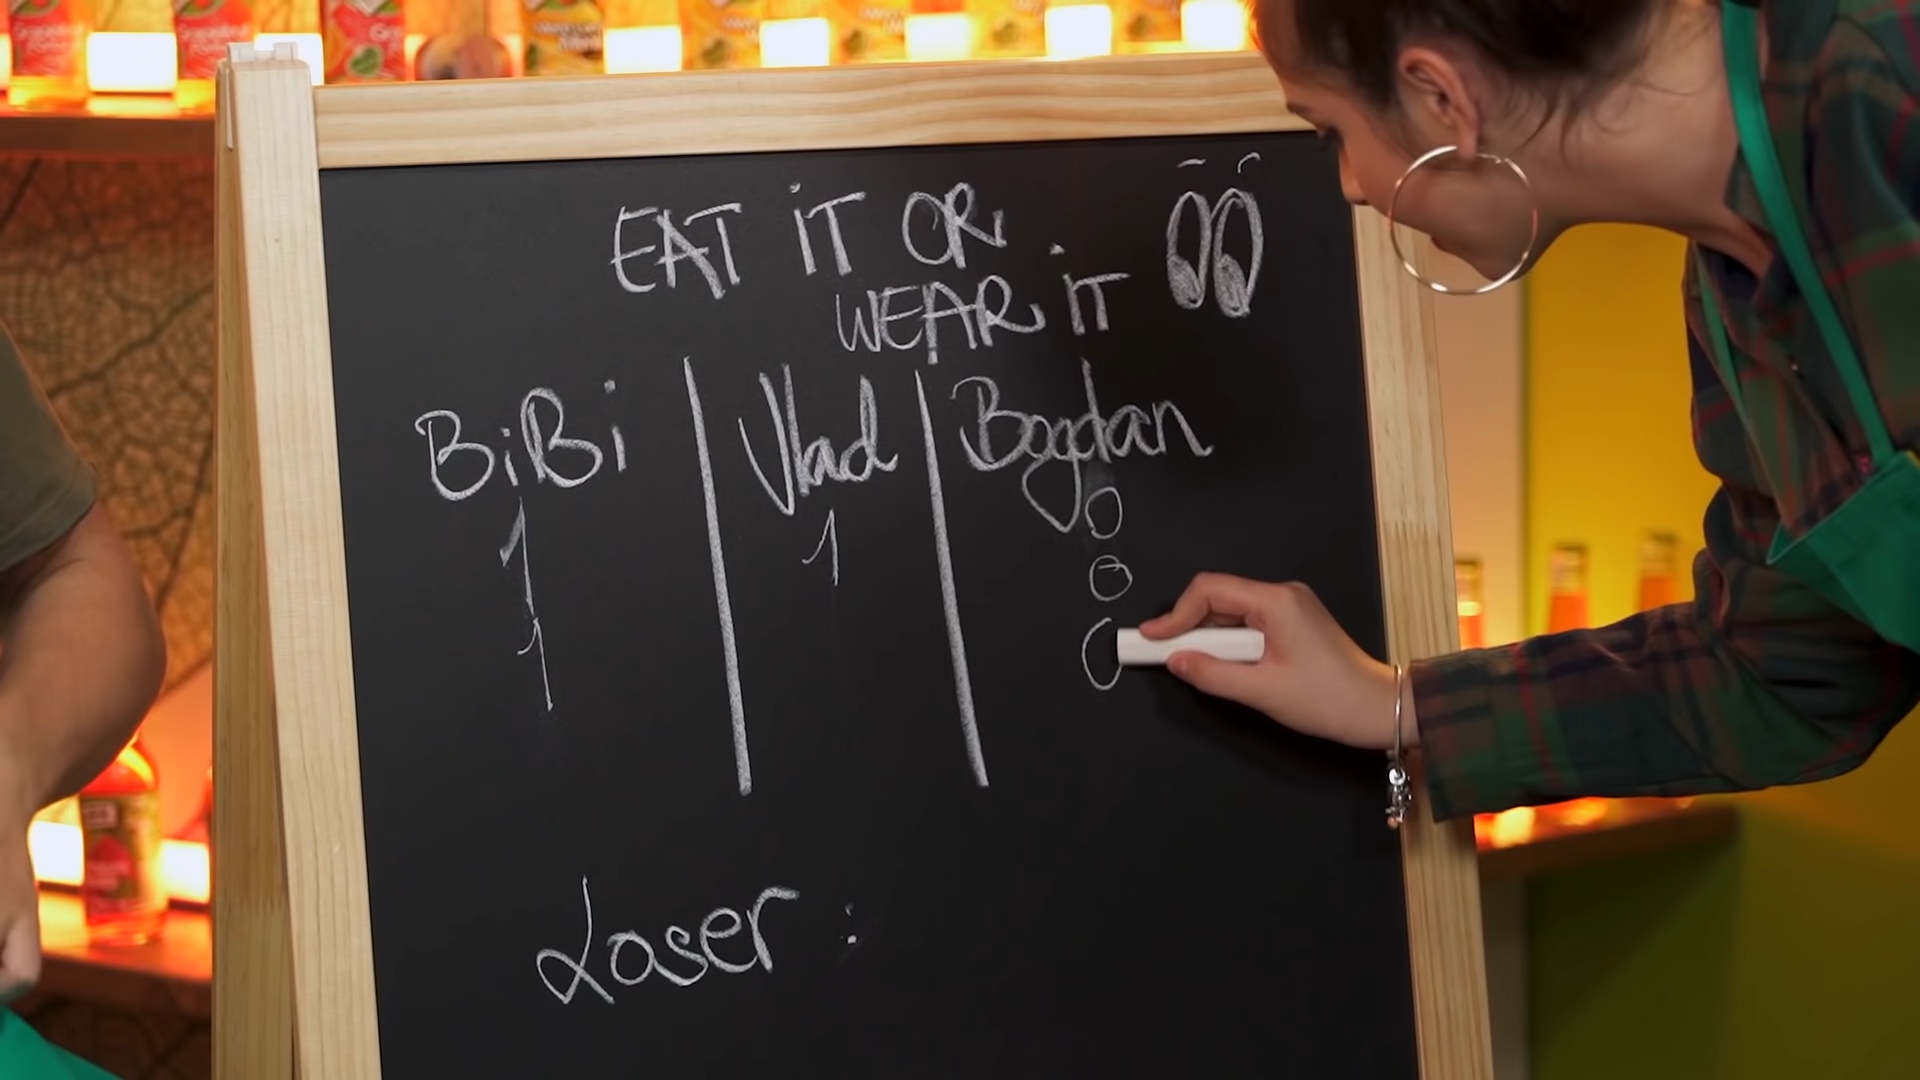 EAT IT OR
WEAR IT
BiBi Vlad Bogdan
1 1 0
1 0
0
Loser :